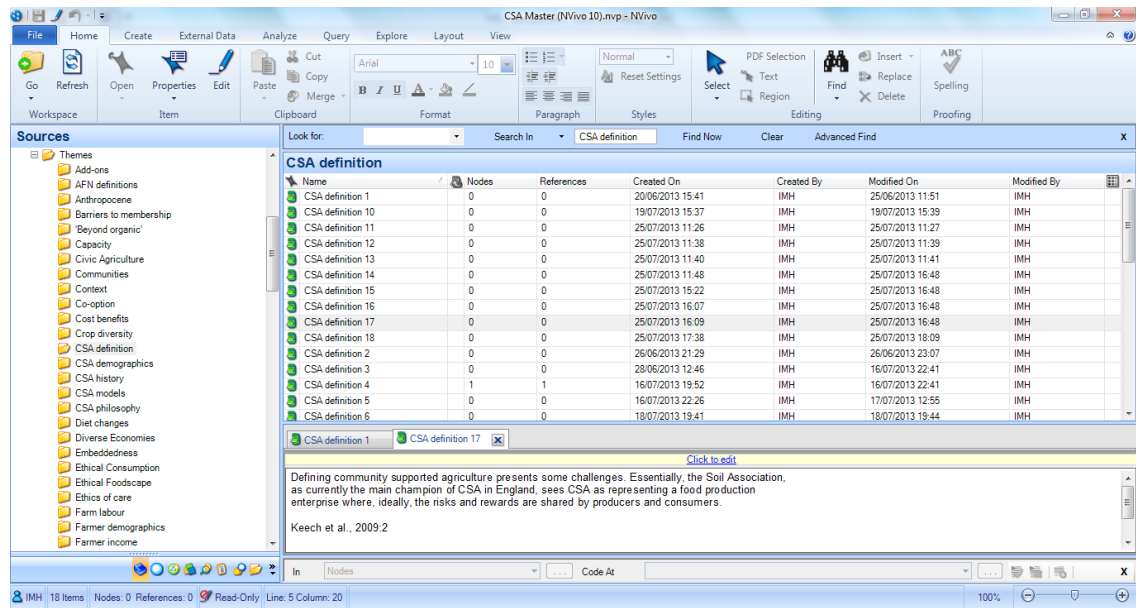 CSA Master (NVivo 10).nvp - NVivo
File Home Create External Data Analyze Query Explore Layout View
Go Refresh Open Properties Edit Paste Cut Copy Merge Arial 10 B I U A Normal Reset Settings Select PDF Selection Text Region Find Insert Replace Delete ABC Spelling
Workspace Item Clipboard Format Paragraph Styles Editing Proofing
Sources
Themes
Add-ons
AFN definitions
Anthropocene
Barriers to membership
'Beyond organic'
Capacity
Civic Agriculture
Communities
Context
Co-option
Cost benefits
Crop diversity
CSA definition
CSA demographics
CSA history
CSA models
CSA philosophy
Diet changes
Diverse Economies
Embeddedness
Ethical Consumption
Ethical Foodscape
Ethics of care
Farm labour
Farmer demographics
Farmer income
Look for: Search In CSA definition Find Now Clear Advanced Find X
CSA definition
Name Nodes References Created On Created By Modified On Modified By
CSA definition 1 0 0 20/06/2013 15:41 IMH 25/06/2013 11:51 IMH
CSA definition 10 0 0 19/07/2013 15:37 IMH 19/07/2013 15:39 IMH
CSA definition 11 0 0 25/07/2013 11:26 IMH 25/07/2013 11:27 IMH
CSA definition 12 0 0 25/07/2013 11:38 IMH 25/07/2013 11:39 IMH
CSA definition 13 0 0 25/07/2013 11:40 IMH 25/07/2013 11:41 IMH
CSA definition 14 0 0 25/07/2013 11:48 IMH 25/07/2013 16:48 IMH
CSA definition 15 0 0 25/07/2013 15:22 IMH 25/07/2013 16:48 IMH
CSA definition 16 0 0 25/07/2013 16:07 IMH 25/07/2013 16:48 IMH
CSA definition 17 0 0 25/07/2013 16:09 IMH 25/07/2013 16:48 IMH
CSA definition 18 0 0 25/07/2013 17:38 IMH 25/07/2013 18:09 IMH
CSA definition 2 0 0 26/06/2013 21:29 IMH 26/06/2013 23:07 IMH
CSA definition 3 0 0 28/06/2013 12:46 IMH 16/07/2013 22:41 IMH
CSA definition 4 1 1 16/07/2013 19:52 IMH 16/07/2013 22:41 IMH
CSA definition 5 0 0 16/07/2013 22:26 IMH 17/07/2013 12:55 IMH
CSA definition 6 0 0 18/07/2013 19:41 IMH 18/07/2013 19:44 IMH
CSA definition 1 CSA definition 17
Click to edit
Defining community supported agriculture presents some challenges. Essentially, the Soil Association,
as currently the main champion of CSA in England, sees CSA as representing a food production
enterprise where, ideally, the risks and rewards are shared by producers and consumers.
Keech et al., 2009:2
In Nodes ... Code At ... X
IMH 18 Items Nodes: 0 References: 0 Read-Only Line: 5 Column: 20 100%